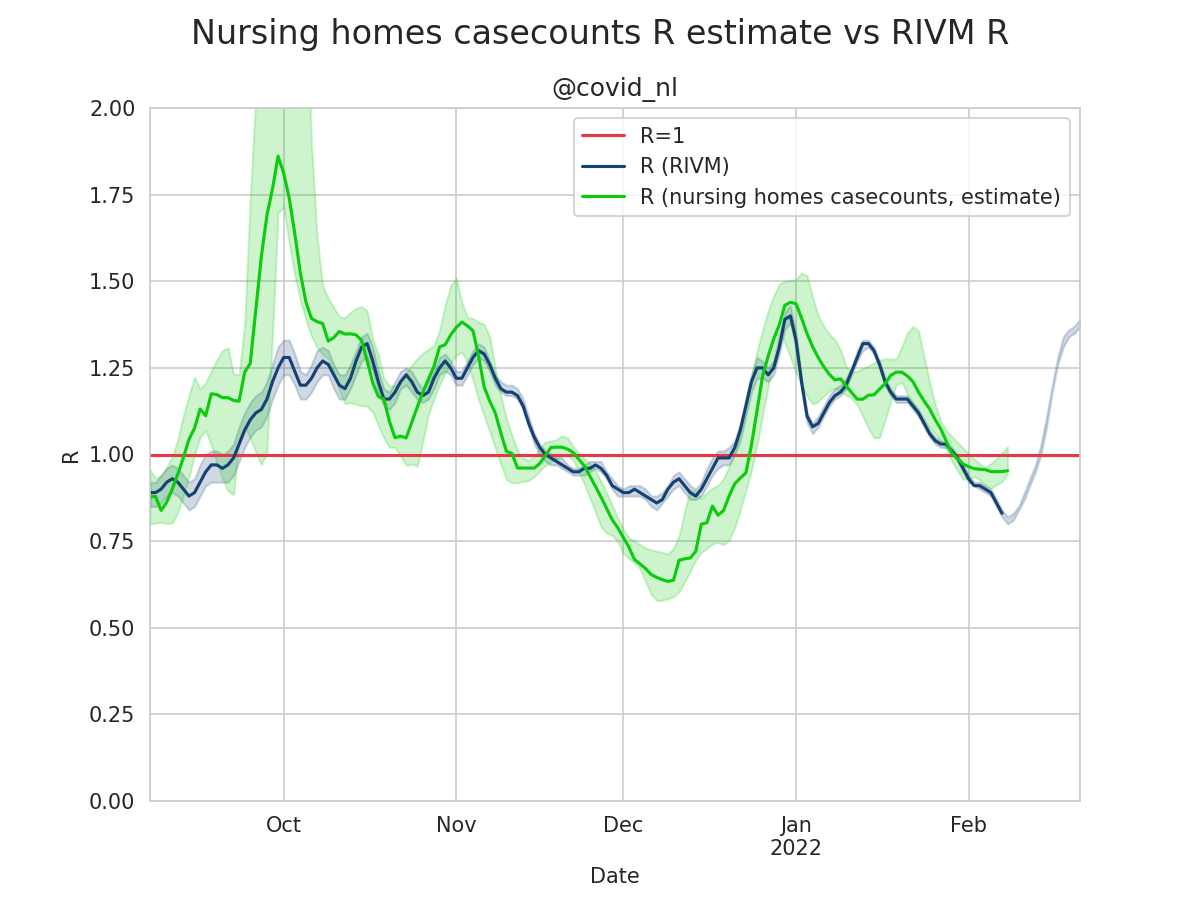 Nursing homes casecounts R estimate vs RIVM R
@covid_nl
R=1
R (RIVM)
R (nursing homes casecounts, estimate)
2.00
1.75
1.50
1.25
1.00
0.75
0.50
0.25
0.00
R
Oct
Nov
Dec
Jan
2022
Feb
Date